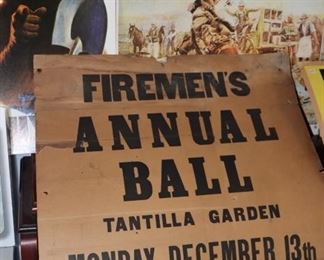 FIREMEN'S
ANNUAL
BALL
TANTILLA GARDEN
MONDAY, DECEMBER 13th